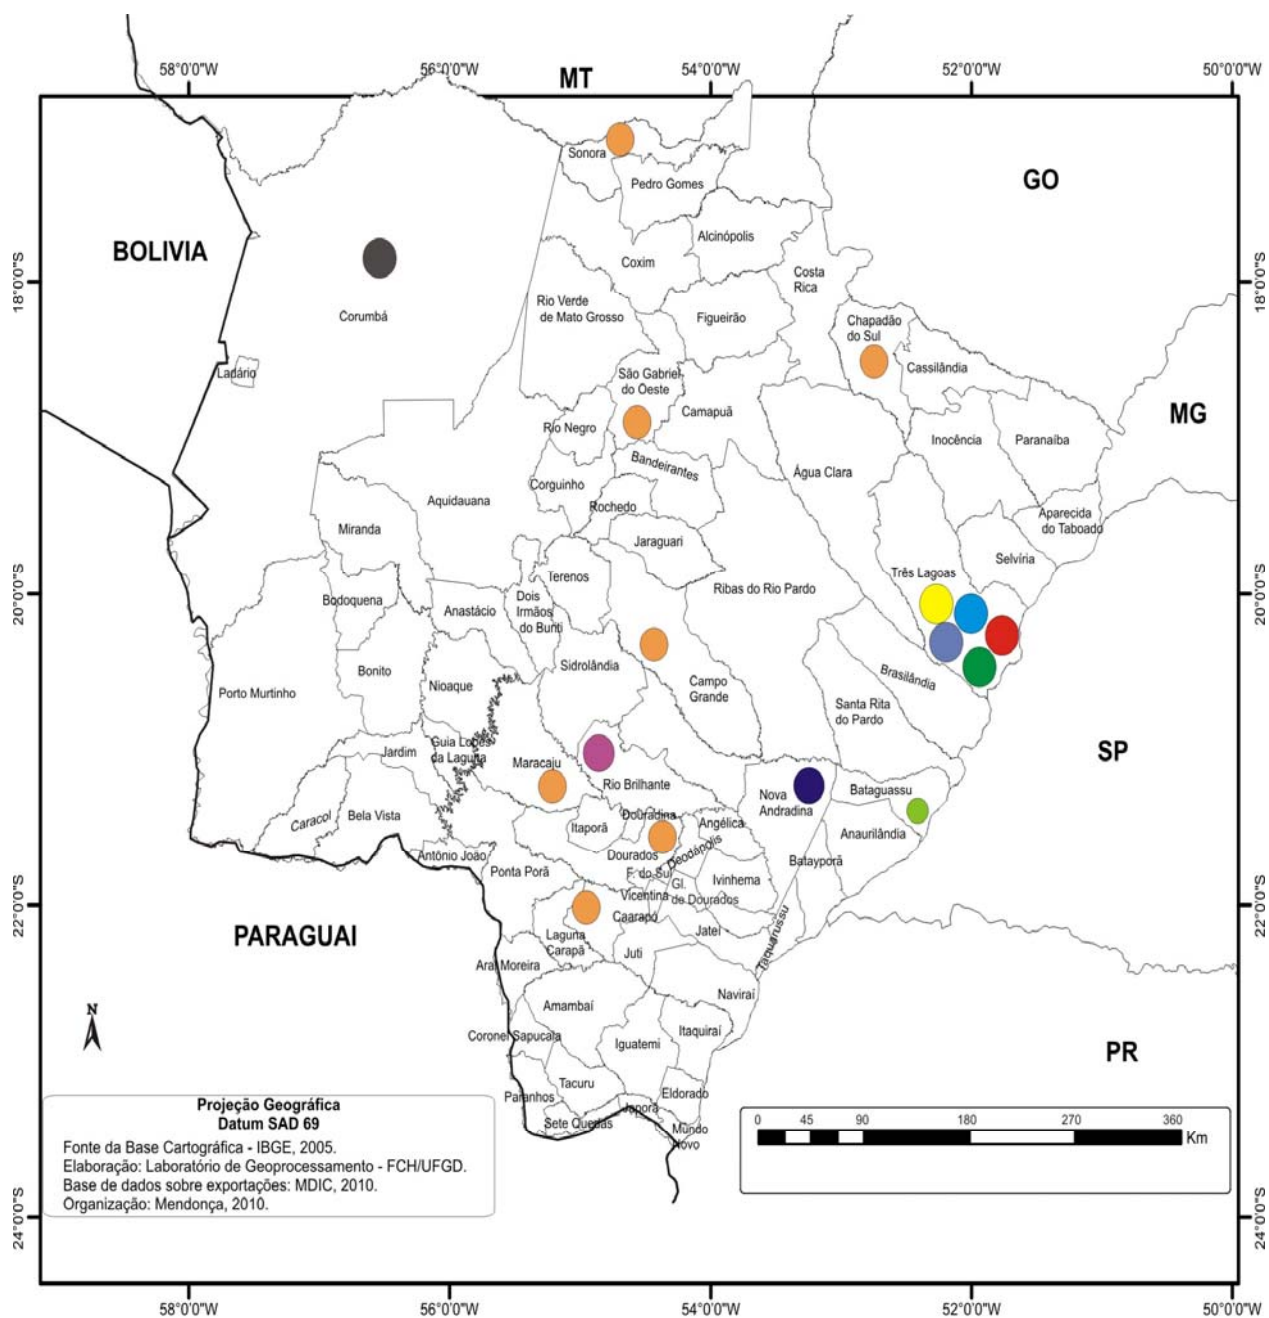 58°0'0"W
56°0'0"W
54°0'0"W
52°0'0"W
50°0'0"W
MT
GO
BOLIVIA
MG
SP
PARAGUAI
PR
18°0'0"S
18°0'0"S
20°0'0"S
20°0'0"S
22°0'0"S
22°0'0"S
24°0'0"S
24°0'0"S
Sonora
Pedro Gomes
Alcinópolis
Coxim
Costa
Rica
Corumbá
Rio Verde
de Mato Grosso
Figueirão
Chapadão
do Sul
Cassilândia
Ladário
São Gabriel
do Oeste
Camapuã
Rio Negro
Inocência
Paranaíba
Bandeirantes
Água Clara
Corguinho
Aquidauana
Rochedo
Aparecida
do Taboado
Miranda
Jaraguari
Selvíria
Três Lagoas
Terenos
Ribas do Rio Pardo
Bodoquena
Anastácio
Dois
Irmãos
do Buriti
Sidrolândia
Bonito
Nioaque
Porto Murtinho
Campo
Grande
Brasilândia
Santa Rita
do Pardo
Jardim
Guia Lopes
da Laguna
Maracaju
Rio Brilhante
Nova
Andradina
Bataguassu
Caracol
Bela Vista
Itaporã
Douradina
Angélica
Anaurilândia
Antônio João
Dourados
Deodápolis
Batayporã
Ponta Porã
F. do Sul
Ivinhema
Gl.
de Dourados
Vicentina
Caarapó
Jateí
Taquarussu
Laguna
Carapã
Juti
Aral Moreira
Naviraí
Amambaí
Coronel Sapucaia
Itaquiraí
Iguatemi
Tacuru
Paranhos
Eldorado
Japorã
Sete Quedas
Mundo
Novo
N
Projeção Geográfica
Datum SAD 69
Fonte da Base Cartográfica - IBGE, 2005.
Elaboração: Laboratório de Geoprocessamento - FCH/UFGD.
Base de dados sobre exportações: MDIC, 2010.
Organização: Mendonça, 2010.
0 45 90 180 270 360
Km
58°0'0"W
56°0'0"W
54°0'0"W
52°0'0"W
50°0'0"W